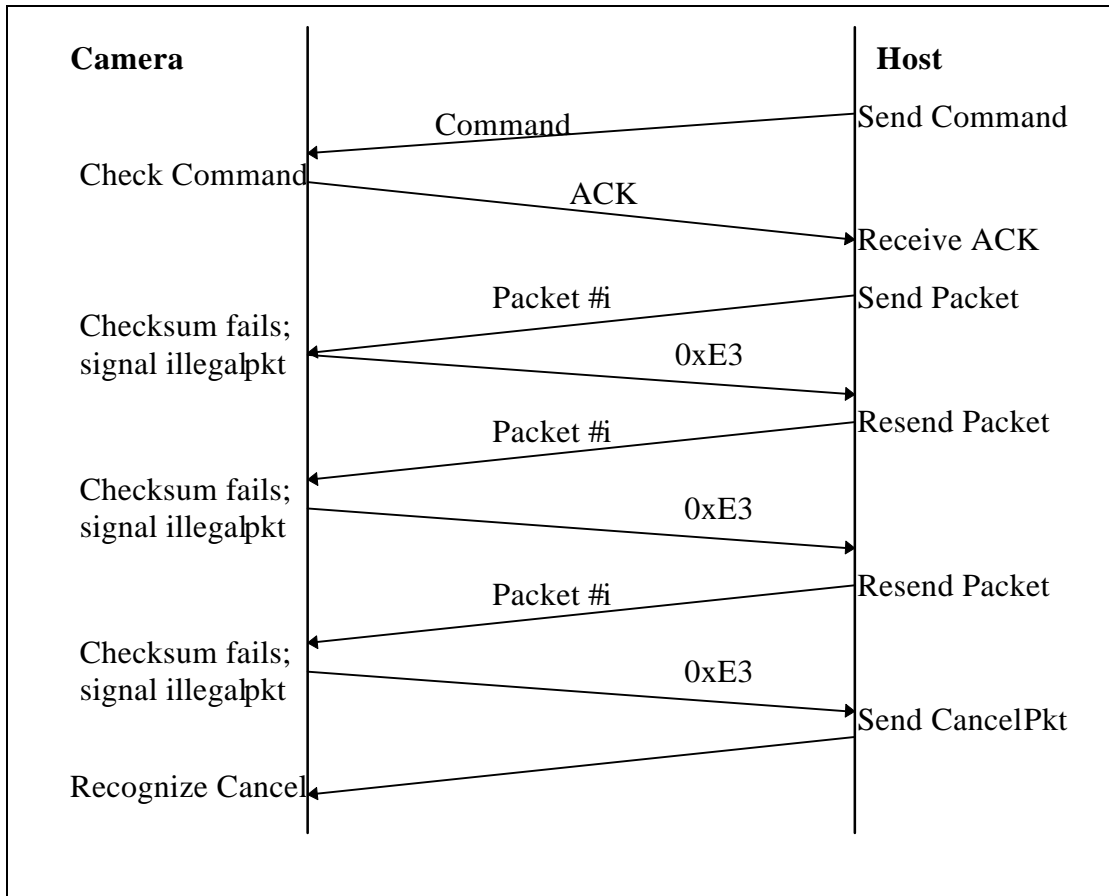 Camera
Host
Send Command
Command
Check Command
ACK
Receive ACK
Packet #i
Send Packet
Checksum fails;
signal illegalpkt
0xE3
Resend Packet
Packet #i
Checksum fails;
signal illegalpkt
0xE3
Resend Packet
Packet #i
Checksum fails;
signal illegalpkt
0xE3
Send CancelPkt
Recognize Cancel